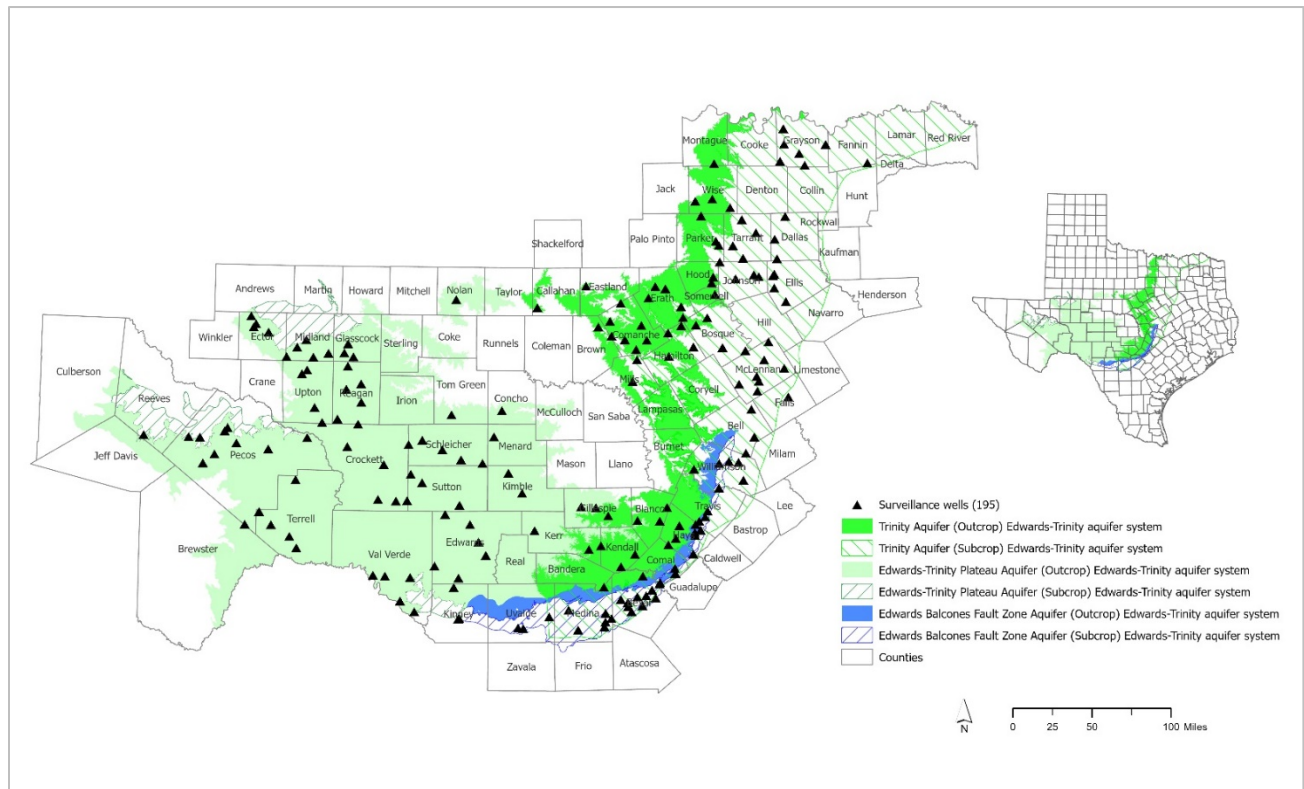 Montague
Cooke
Grayson
Fannin
Lamar
Red River
Delta
Jack
Wise
Denton
Collin
Hunt
Rockwall
Shackelford
Palo Pinto
Parker
Tarrant
Dallas
Kaufman
Andrews
Martin
Howard
Mitchell
Nolan
Taylor
Callahan
Eastland
Erath
Hood
Somervell
Johnson
Ellis
Henderson
Navarro
Winkler
Ector
Midland
Glasscock
Sterling
Coke
Runnels
Coleman
Brown
Comanche
Hamilton
Bosque
Hill
Culberson
Reeves
Crane
Upton
Reagan
Irion
Tom Green
Concho
McCulloch
San Saba
Mills
Lampasas
Coryell
McLennan
Limestone
Falls
Bell
Jeff Davis
Pecos
Crockett
Schleicher
Menard
Mason
Llano
Burnet
Williamson
Milam
Sutton
Kimble
Gillespie
Blanco
Travis
Lee
Bastrop
Brewster
Terrell
Val Verde
Edwards
Real
Kerr
Bandera
Kendall
Comal
Hays
Caldwell
Guadalupe
Kinney
Uvalde
Medina
Zavala
Frio
Atascosa
Surveillance wells (195)
Trinity Aquifer (Outcrop) Edwards-Trinity aquifer system
Trinity Aquifer (Subcrop) Edwards-Trinity aquifer system
Edwards-Trinity Plateau Aquifer (Outcrop) Edwards-Trinity aquifer system
Edwards-Trinity Plateau Aquifer (Subcrop) Edwards-Trinity aquifer system
Edwards Balcones Fault Zone Aquifer (Outcrop) Edwards-Trinity aquifer system
Edwards Balcones Fault Zone Aquifer (Subcrop) Edwards-Trinity aquifer system
Counties
N
0 25 50 100 Miles